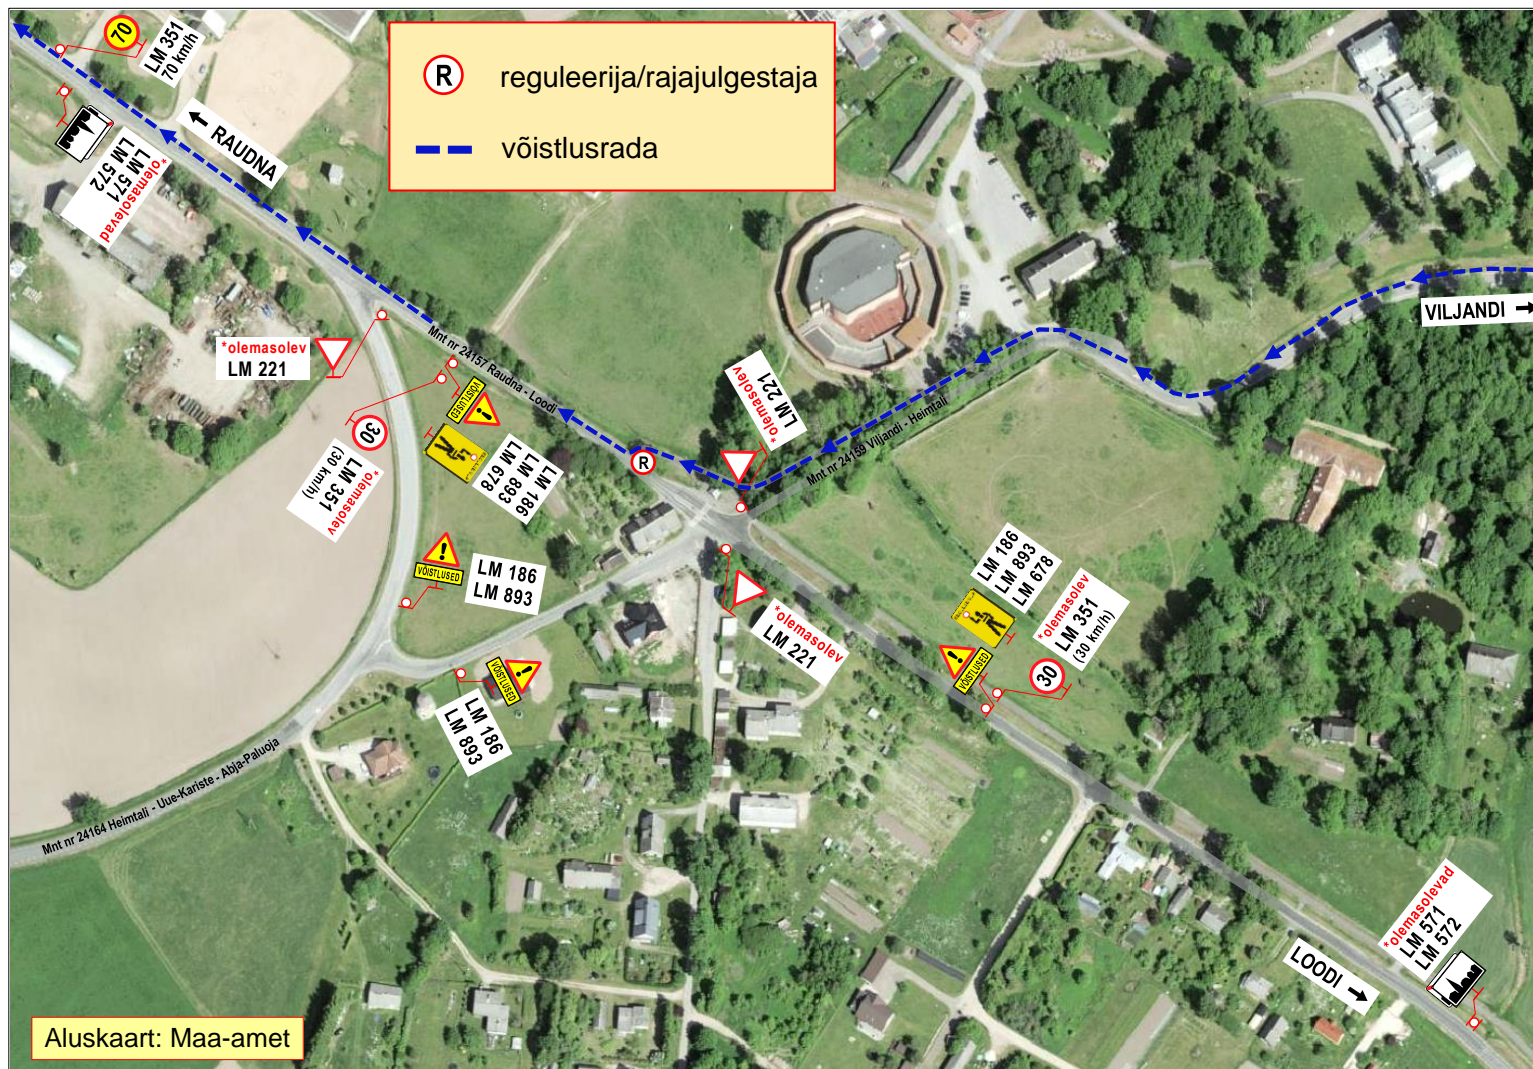 70
LM 351
70 km/h
R reguleerija/rajajulgestaja
võistlusrada
← RAUDNA
*olemasolevad
LM 571
LM 572
VILJANDI →
*olemasolev
LM 221
Mnt nr 24157 Raudna - Loodi
*olemasolev
LM 221
VÕISTLUSED
30
*olemasolev
LM 351
(30 km/h)
LM 186
LM 893
LM 678
R
Mnt nr 24159 Viljandi - Heimtali
VÕISTLUSED
LM 186
LM 893
*olemasolev
LM 221
LM 186
LM 893
LM 678
*olemasolev
LM 351
(30 km/h)
VÕISTLUSED
30
VÕISTLUSED
LM 186
LM 893
Mnt nr 24164 Heimtali - Uue-Kariste - Abja-Paluoja
*olemasolevad
LM 571
LM 572
LOODI →
Aluskaart: Maa-amet